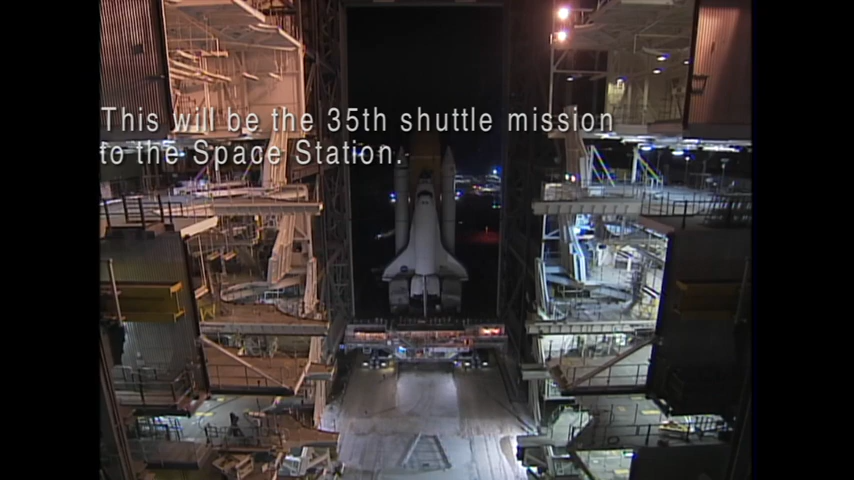 This will be the 35th shuttle mission
to the Space Station.